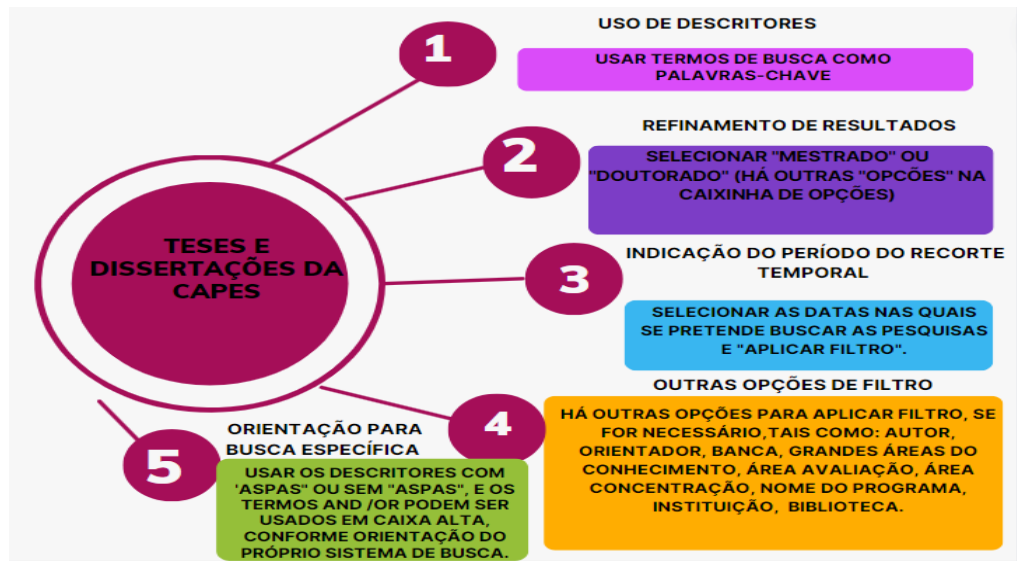 TESES E
DISSERTAÇÕES DA
CAPES
1
USO DE DESCRITORES
USAR TERMOS DE BUSCA COMO
PALAVRAS-CHAVE
2
REFINAMENTO DE RESULTADOS
SELECIONAR "MESTRADO" OU
"DOUTORADO" (HÁ OUTRAS "OPCÕES" NA
CAIXINHA DE OPÇÕES)
3
INDICAÇÃO DO PERÍODO DO RECORTE
TEMPORAL
SELECIONAR AS DATAS NAS QUAIS
SE PRETENDE BUSCAR AS PESQUISAS
E "APLICAR FILTRO".
4
OUTRAS OPÇÕES DE FILTRO
HÁ OUTRAS OPÇÕES PARA APLICAR FILTRO, SE
FOR NECESSÁRIO,TAIS COMO: AUTOR,
ORIENTADOR, BANCA, GRANDES ÁREAS DO
CONHECIMENTO, ÁREA AVALIAÇÃO, ÁREA
CONCENTRAÇÃO, NOME DO PROGRAMA,
INSTITUIÇÃO, BIBLIOTECA.
5
ORIENTAÇÃO PARA
BUSCA ESPECÍFICA
USAR OS DESCRITORES COM
'ASPAS" OU SEM "ASPAS", E OS
TERMOS AND /OR PODEM SER
USADOS EM CAIXA ALTA,
CONFORME ORIENTAÇÃO DO
PRÓPRIO SISTEMA DE BUSCA.